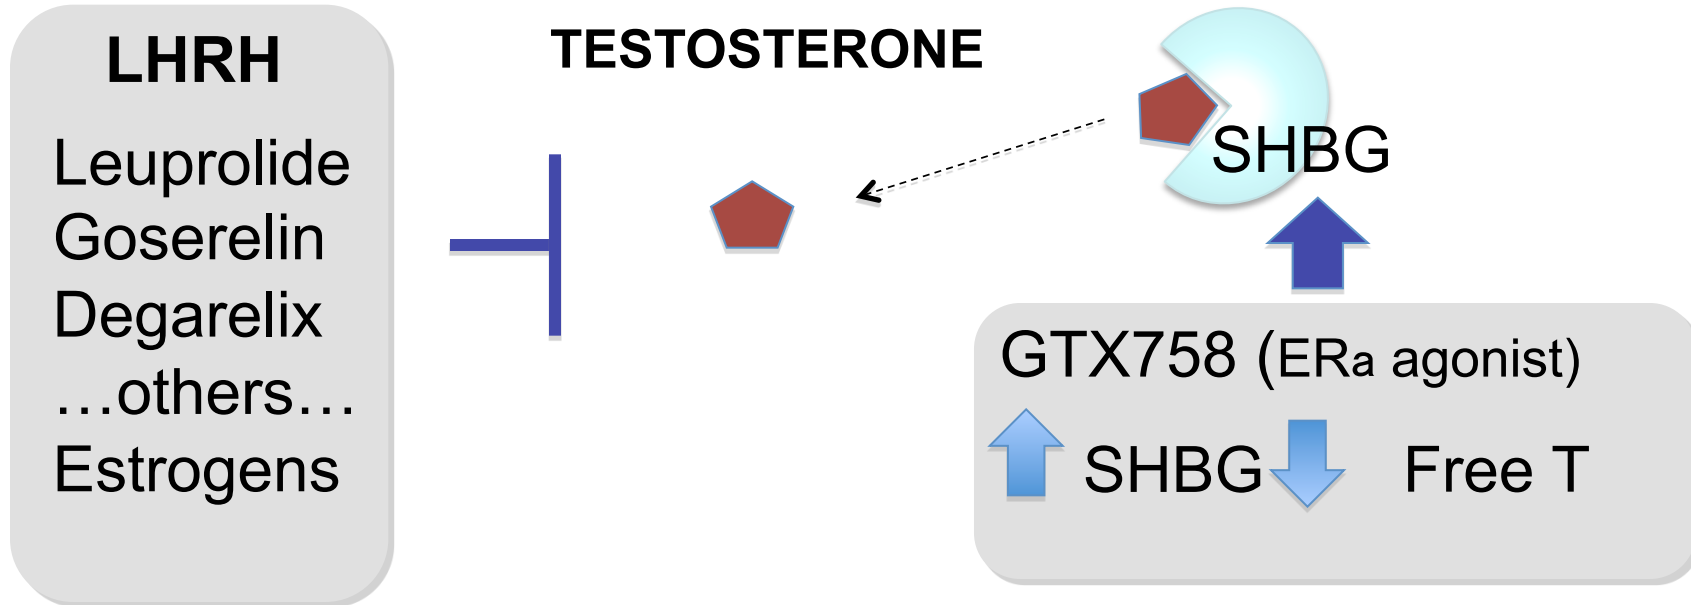 LHRH
Leuprolide
Goserelin
Degarelix
…others…
Estrogens
TESTOSTERONE
SHBG
GTX758 (ERa agonist)
SHBG Free T